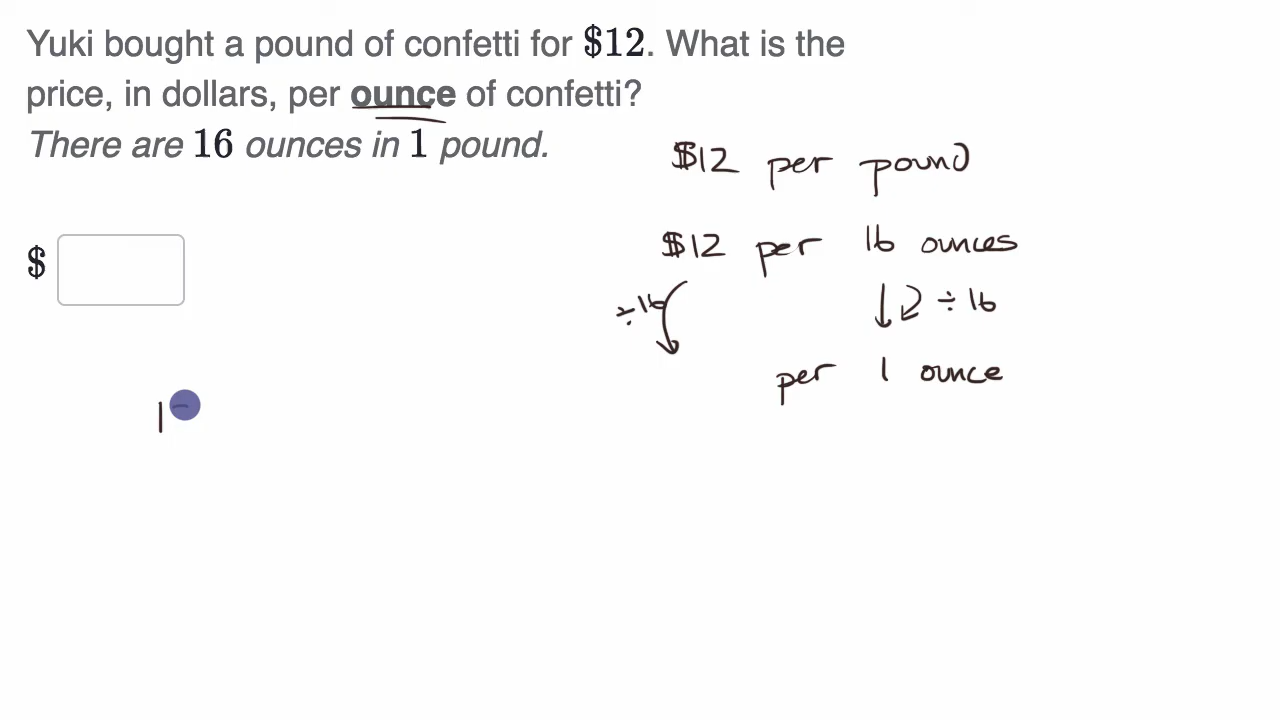 Yuki bought a pound of confetti for $12. What is the
price, in dollars, per ounce of confetti?
There are 16 ounces in 1 pound.
$12 per pound
$
$12 per 16 ounces
÷16
÷16
per 1 ounce
1